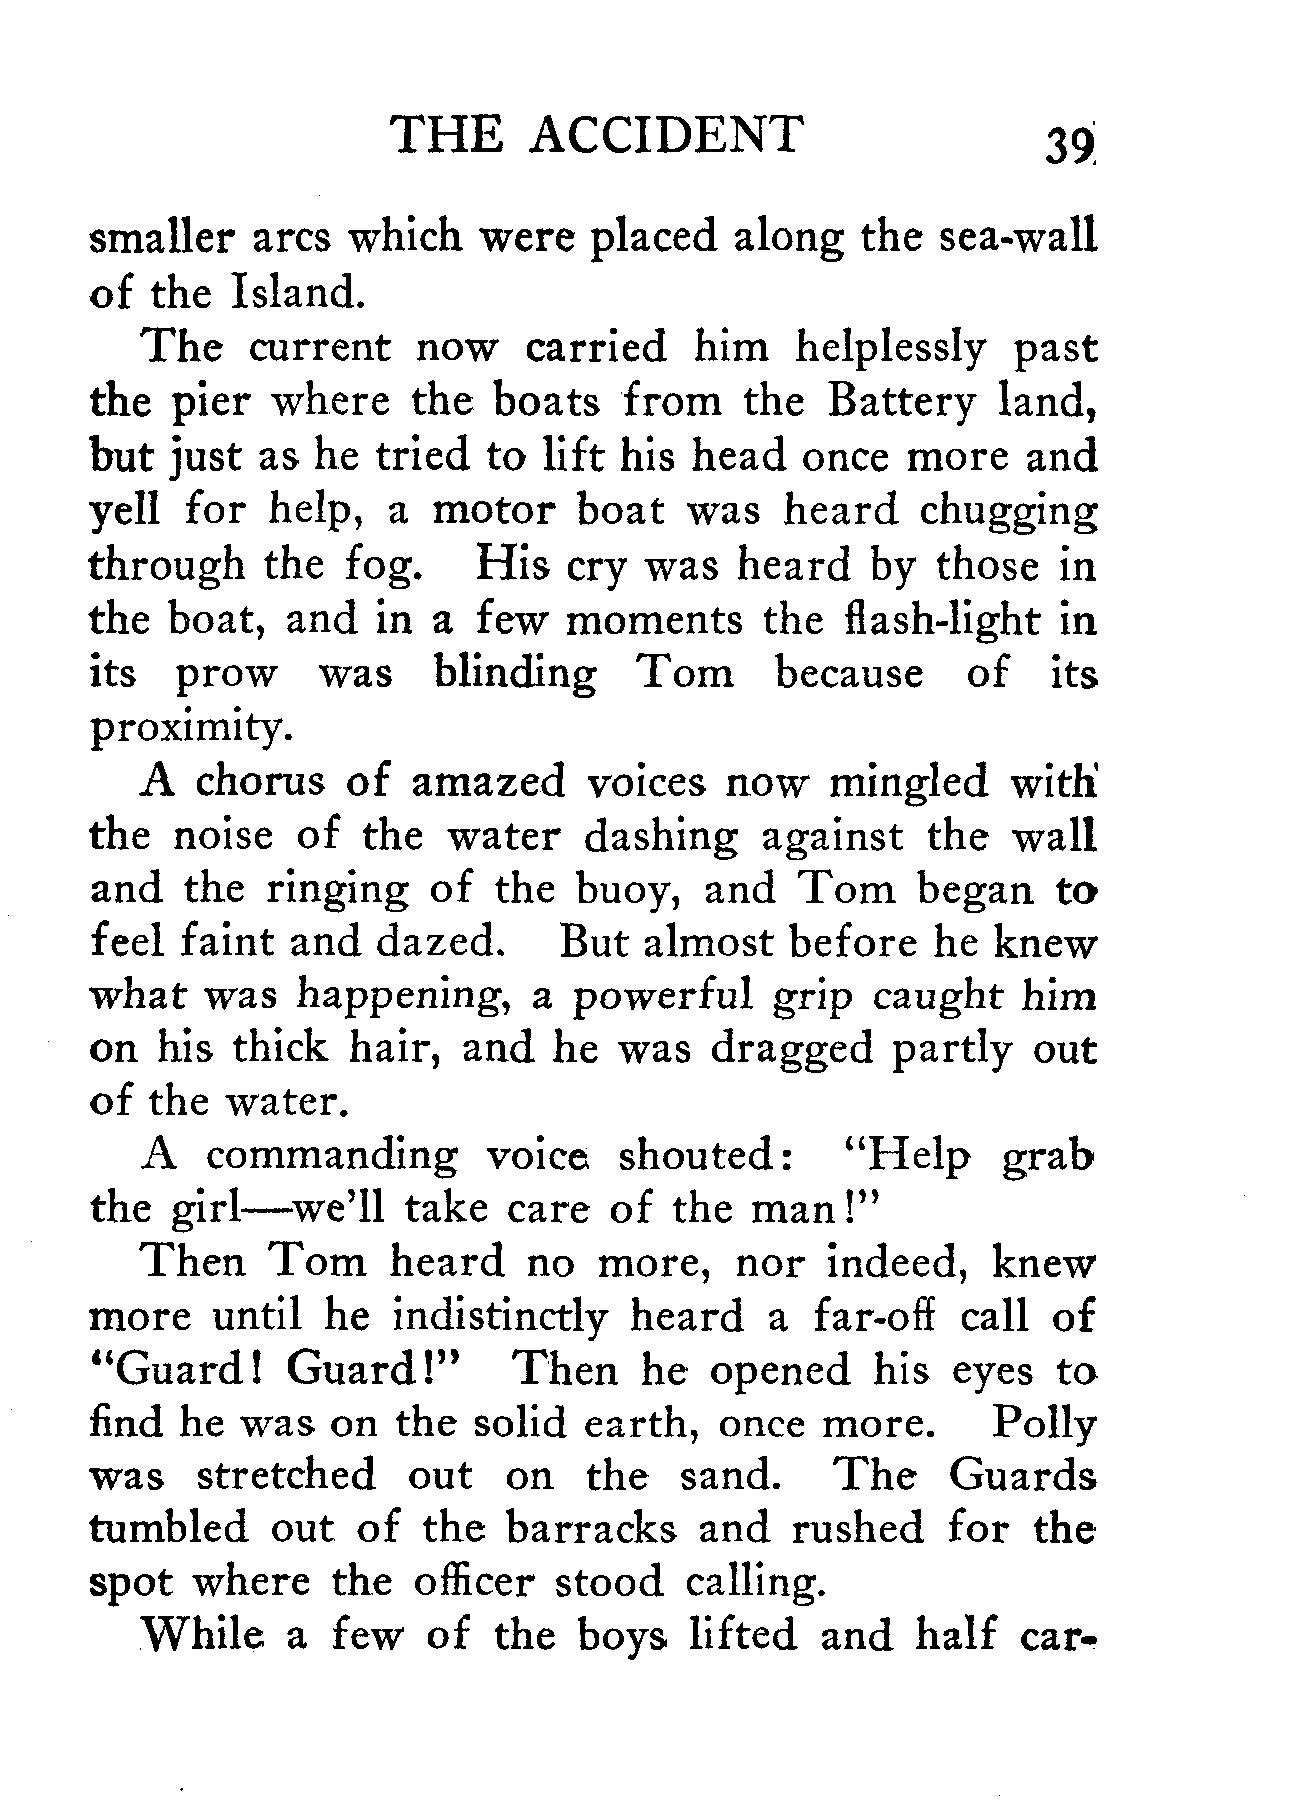 THE ACCIDENT 39
smaller arcs which were placed along the sea-wall
of the Island.
The current now carried him helplessly past
the pier where the boats from the Battery land,
but just as he tried to lift his head once more and
yell for help, a motor boat was heard chugging
through the fog. His cry was heard by those in
the boat, and in a few moments the flash-light in
its prow was blinding Tom because of its
proximity.
A chorus of amazed voices now mingled with
the noise of the water dashing against the wall
and the ringing of the buoy, and Tom began to
feel faint and dazed. But almost before he knew
what was happening, a powerful grip caught him
on his thick hair, and he was dragged partly out
of the water.
A commanding voice shouted: "Help grab
the girl—we'll take care of the man!"
Then Tom heard no more, nor indeed, knew
more until he indistinctly heard a far-off call of
"Guard! Guard!" Then he opened his eyes to
find he was on the solid earth, once more. Polly
was stretched out on the sand. The Guards
tumbled out of the barracks and rushed for the
spot where the officer stood calling.
While a few of the boys lifted and half car-